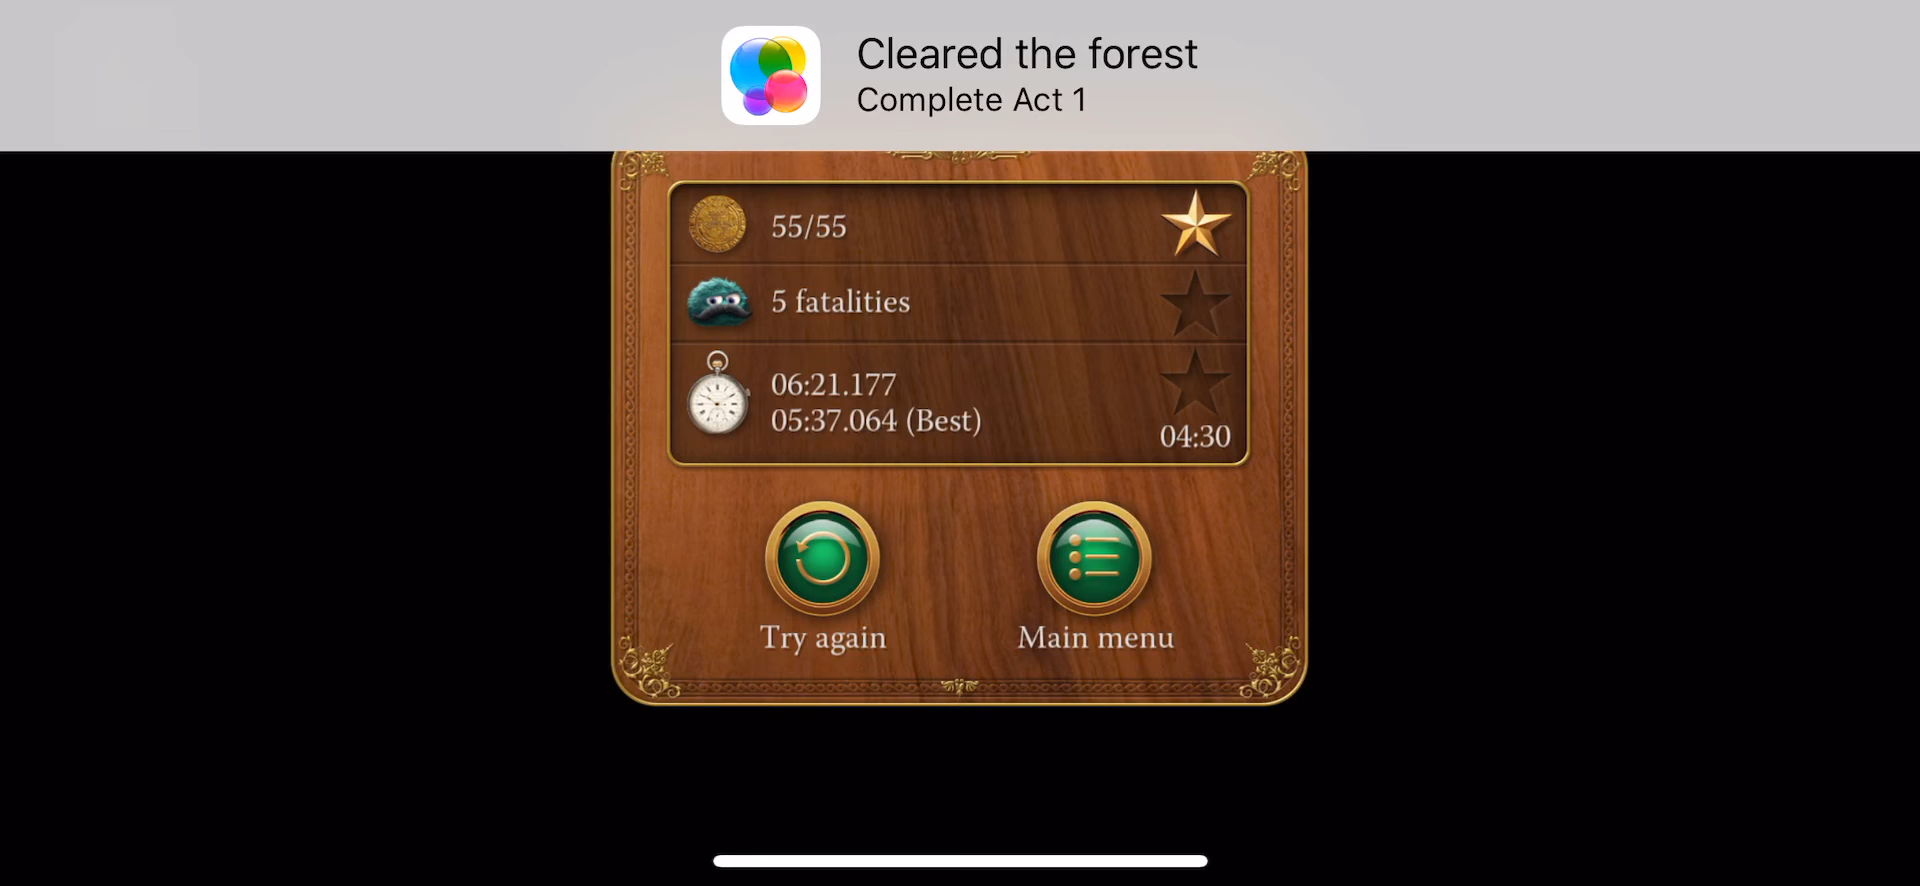 Cleared the forest
Complete Act 1
55/55
5 fatalities
06:21.177
05:37.064 (Best)
04:30
Try again
Main menu